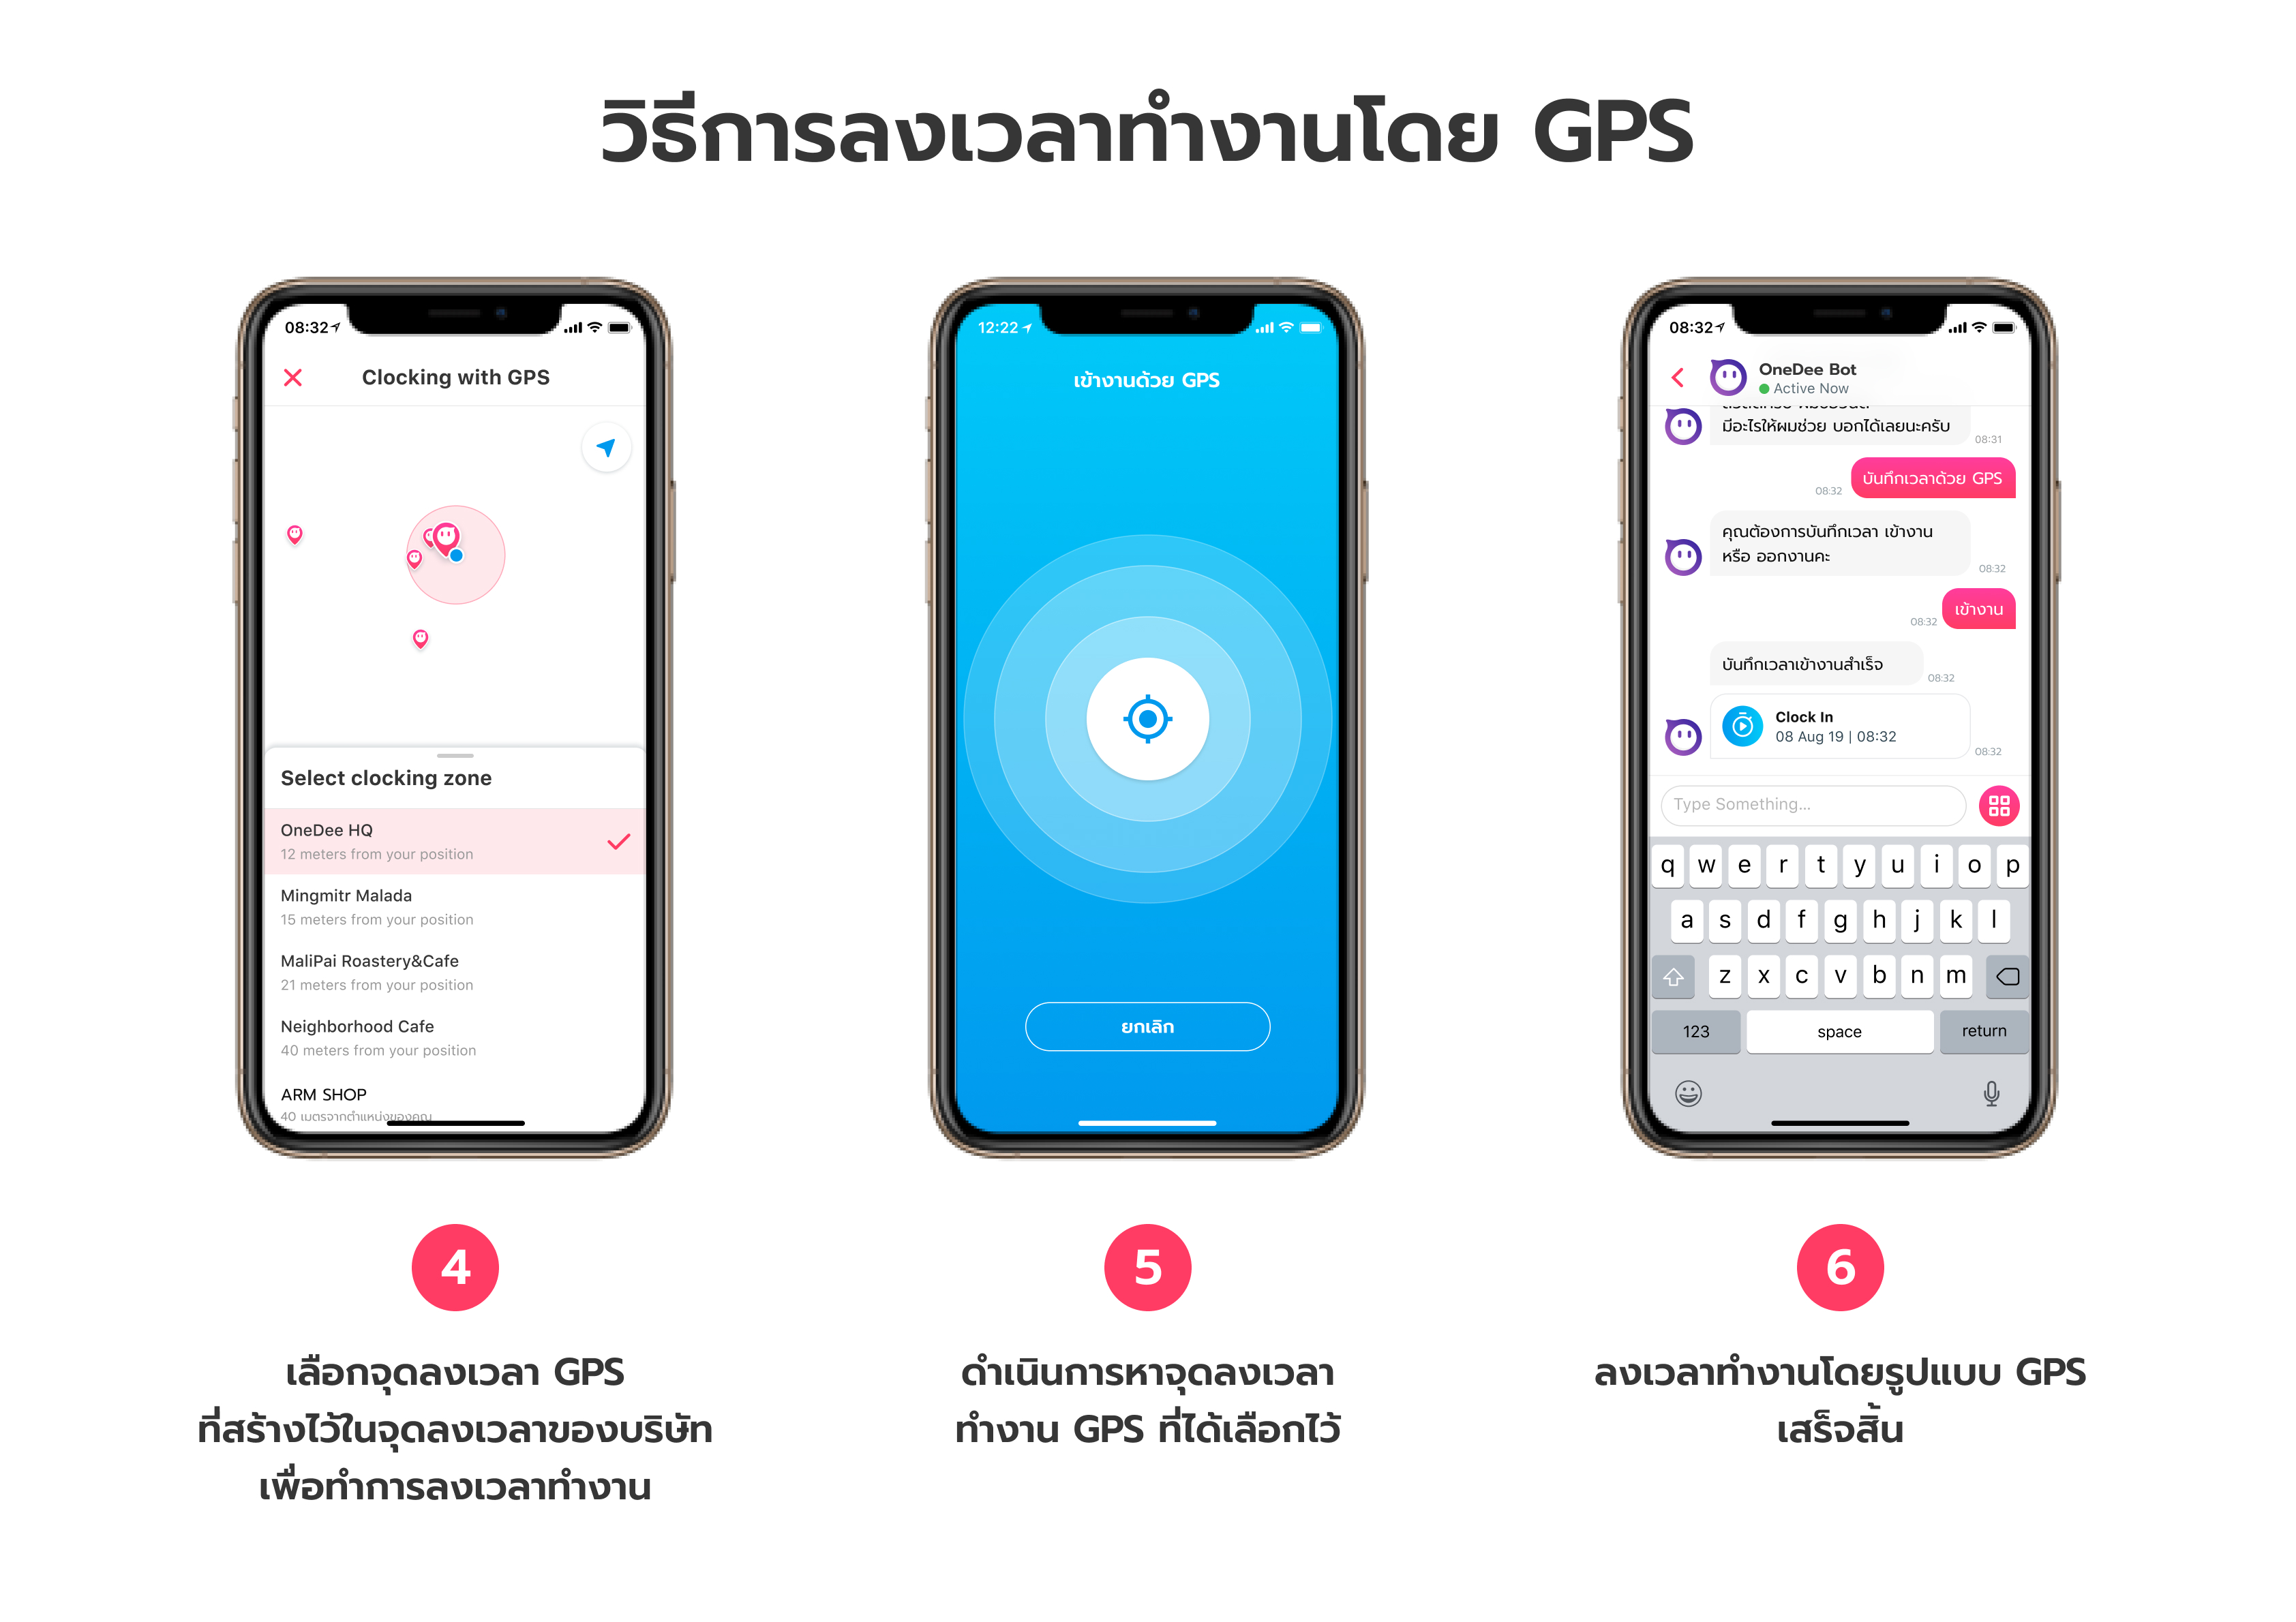 วิธีการลงเวลาทำงานโดย GPS
08:32
Clocking with GPS
Select clocking zone
OneDee HQ
12 meters from your position
Mingmitr Malada
15 meters from your position
MaliPai Roastery&Cafe
21 meters from your position
Neighborhood Cafe
40 meters from your position
ARM SHOP
40 เมตรจากตำแหน่งของคุณ
4
เลือกจุดลงเวลา GPS
ที่สร้างไว้ในจุดลงเวลาของบริษัท
เพื่อทำการลงเวลาทำงาน
12:22
เข้างานด้วย GPS
ยกเลิก
5
ดำเนินการหาจุดลงเวลา
ทำงาน GPS ที่ได้เลือกไว้
08:32
OneDee Bot
Active Now
มีอะไรให้ผมช่วย บอกได้เลยนะครับ
08:31
บันทึกเวลาด้วย GPS
08:32
คุณต้องการบันทึกเวลา เข้างาน
หรือ ออกงานคะ
08:32
เข้างาน
08:32
บันทึกเวลาเข้างานสำเร็จ
08:32
Clock In
08 Aug 19 | 08:32
08:32
Type Something...
q w e r t y u i o p
a s d f g h j k l
z x c v b n m
123 space return
6
ลงเวลาทำงานโดยรูปแบบ GPS
เสร็จสิ้น